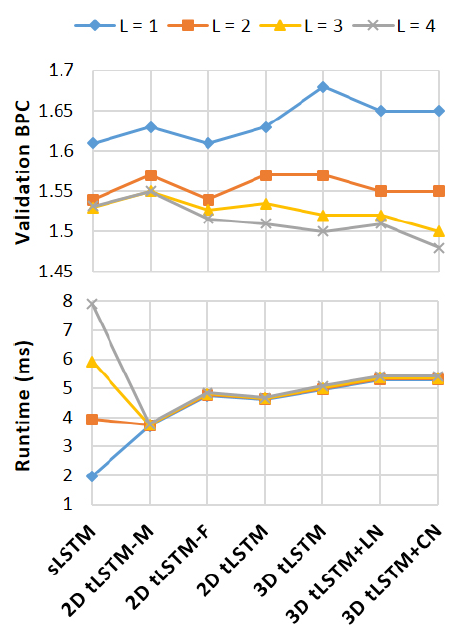 L = 1 L = 2 L = 3 L = 4
Validation BPC
1.7
1.65
1.6
1.55
1.5
1.45
Runtime (ms)
8
7
6
5
4
3
2
1
sLSTM
2D tLSTM-M
2D tLSTM-F
2D tLSTM
3D tLSTM
3D tLSTM+LN
3D tLSTM+CN